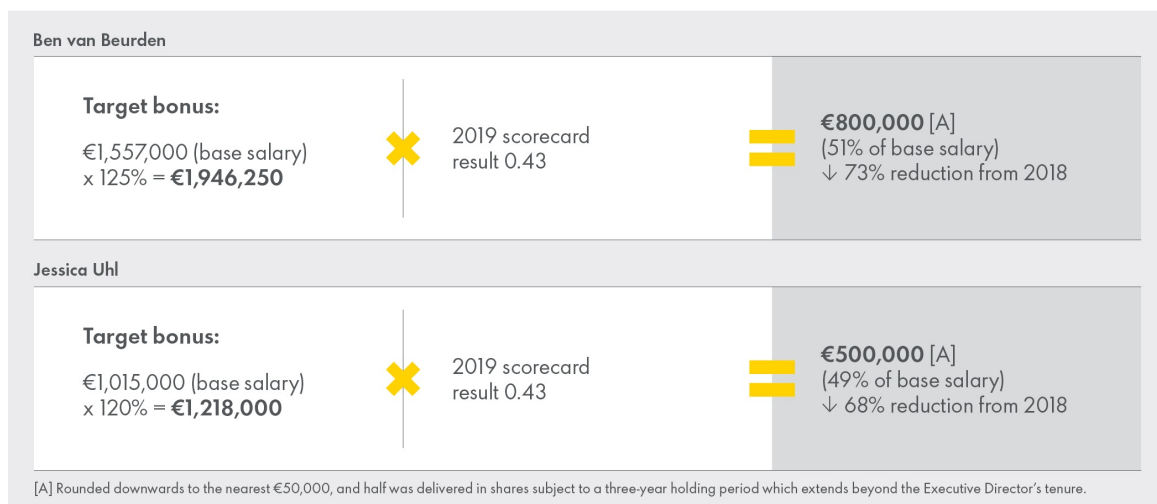 Ben van Beurden
Target bonus:
€1,557,000 (base salary)
x 125% = €1,946,250
2019 scorecard
result 0.43
€800,000 [A]
(51% of base salary)
↓ 73% reduction from 2018
Jessica Uhl
Target bonus:
€1,015,000 (base salary)
x 120% = €1,218,000
2019 scorecard
result 0.43
€500,000 [A]
(49% of base salary)
↓ 68% reduction from 2018
[A] Rounded downwards to the nearest €50,000, and half was delivered in shares subject to a three-year holding period which extends beyond the Executive Director's tenure.